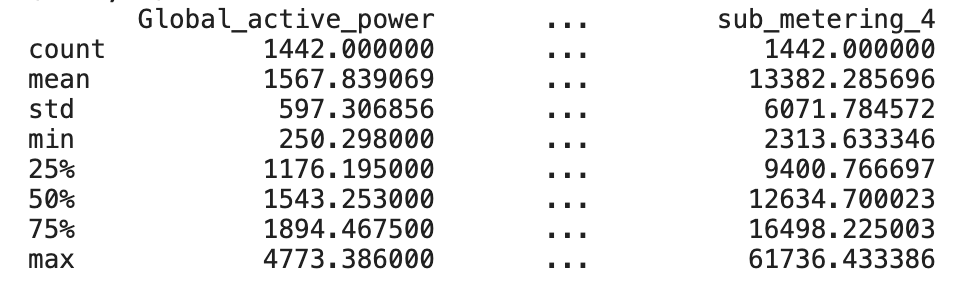 Global_active_power ... sub_metering_4
count 1442.000000 ... 1442.000000
mean 1567.839069 ... 13382.285696
std 597.306856 ... 6071.784572
min 250.298000 ... 2313.633346
25% 1176.195000 ... 9400.766697
50% 1543.253000 ... 12634.700023
75% 1894.467500 ... 16498.225003
max 4773.386000 ... 61736.433386